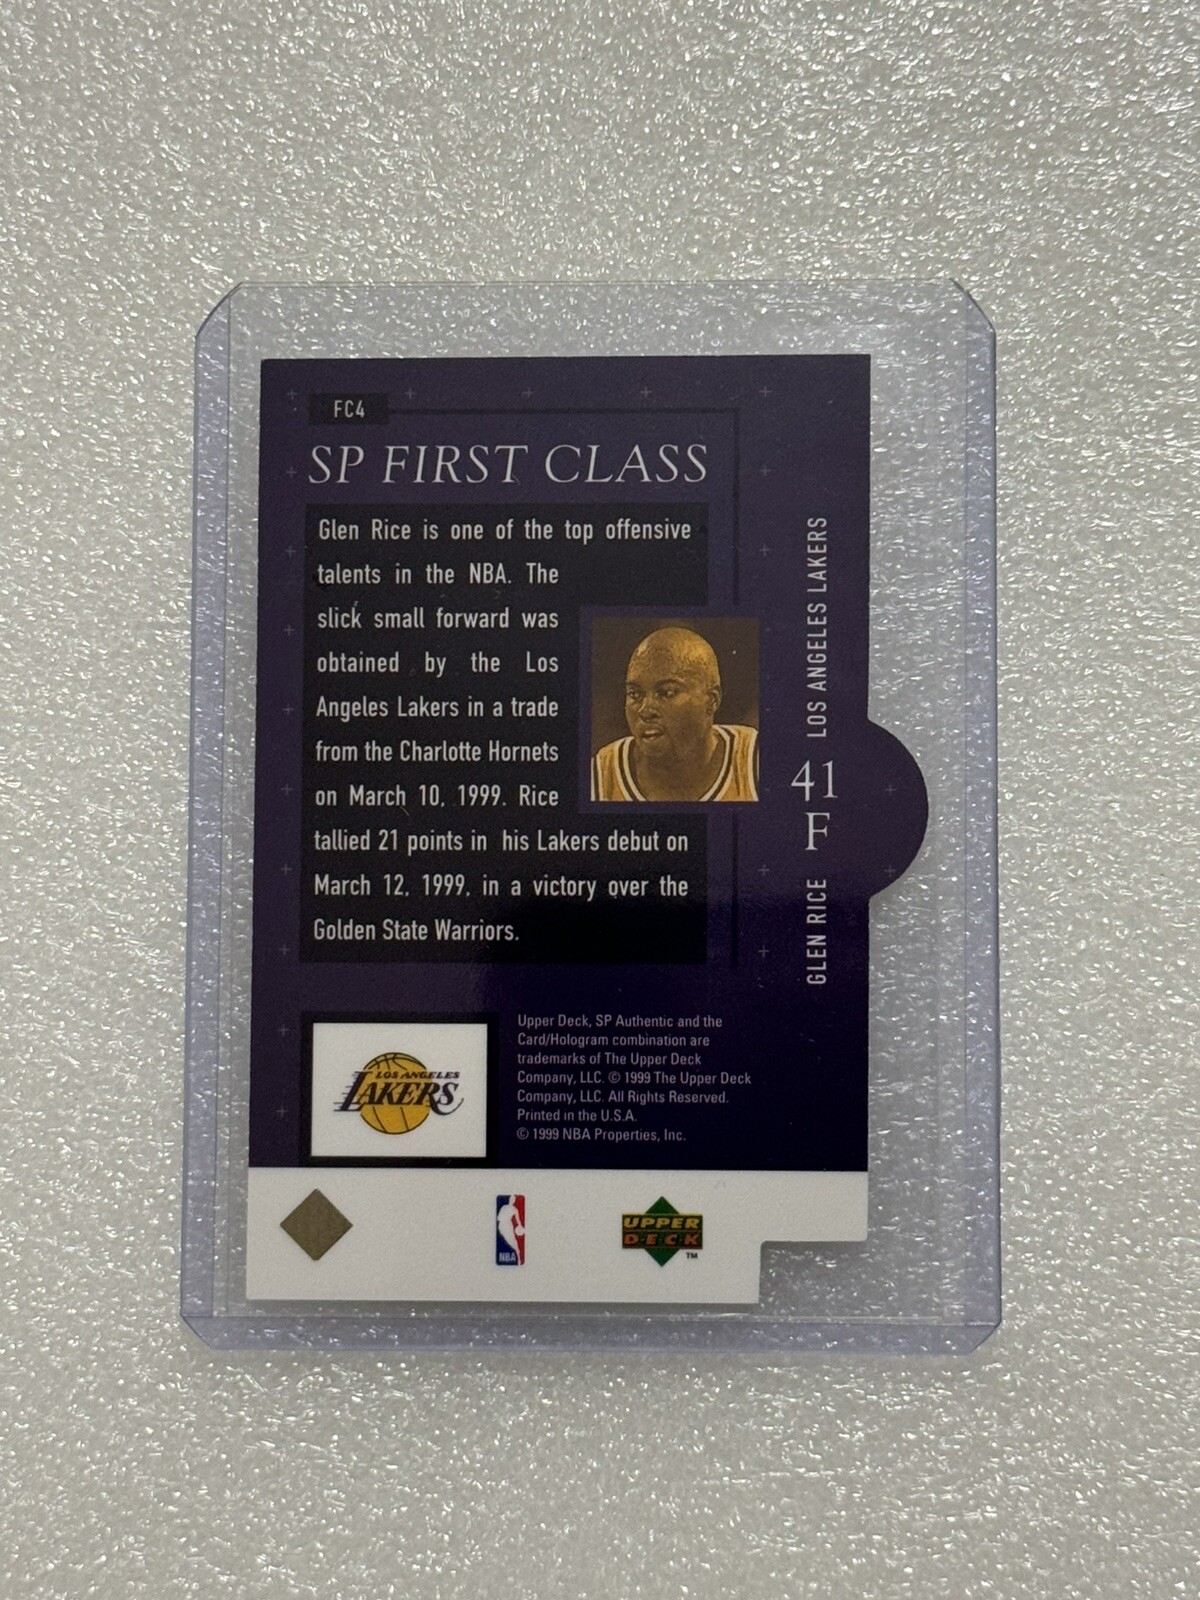 FC4
SP FIRST CLASS
Glen Rice is one of the top offensive
talents in the NBA. The
slick small forward was
obtained by the Los
Angeles Lakers in a trade
from the Charlotte Hornets
on March 10, 1999. Rice
tallied 21 points in his Lakers debut on
March 12, 1999, in a victory over the
Golden State Warriors.
LOS ANGELES LAKERS
41
F
GLEN RICE
LOS ANGELES
LAKERS
Upper Deck, SP Authentic and the
Card/Hologram combination are
trademarks of The Upper Deck
Company, LLC. © 1999 The Upper Deck
Company, LLC. All Rights Reserved.
Printed in the U.S.A.
© 1999 NBA Properties, Inc.
NBA
UPPER
D·E·C·K
TM